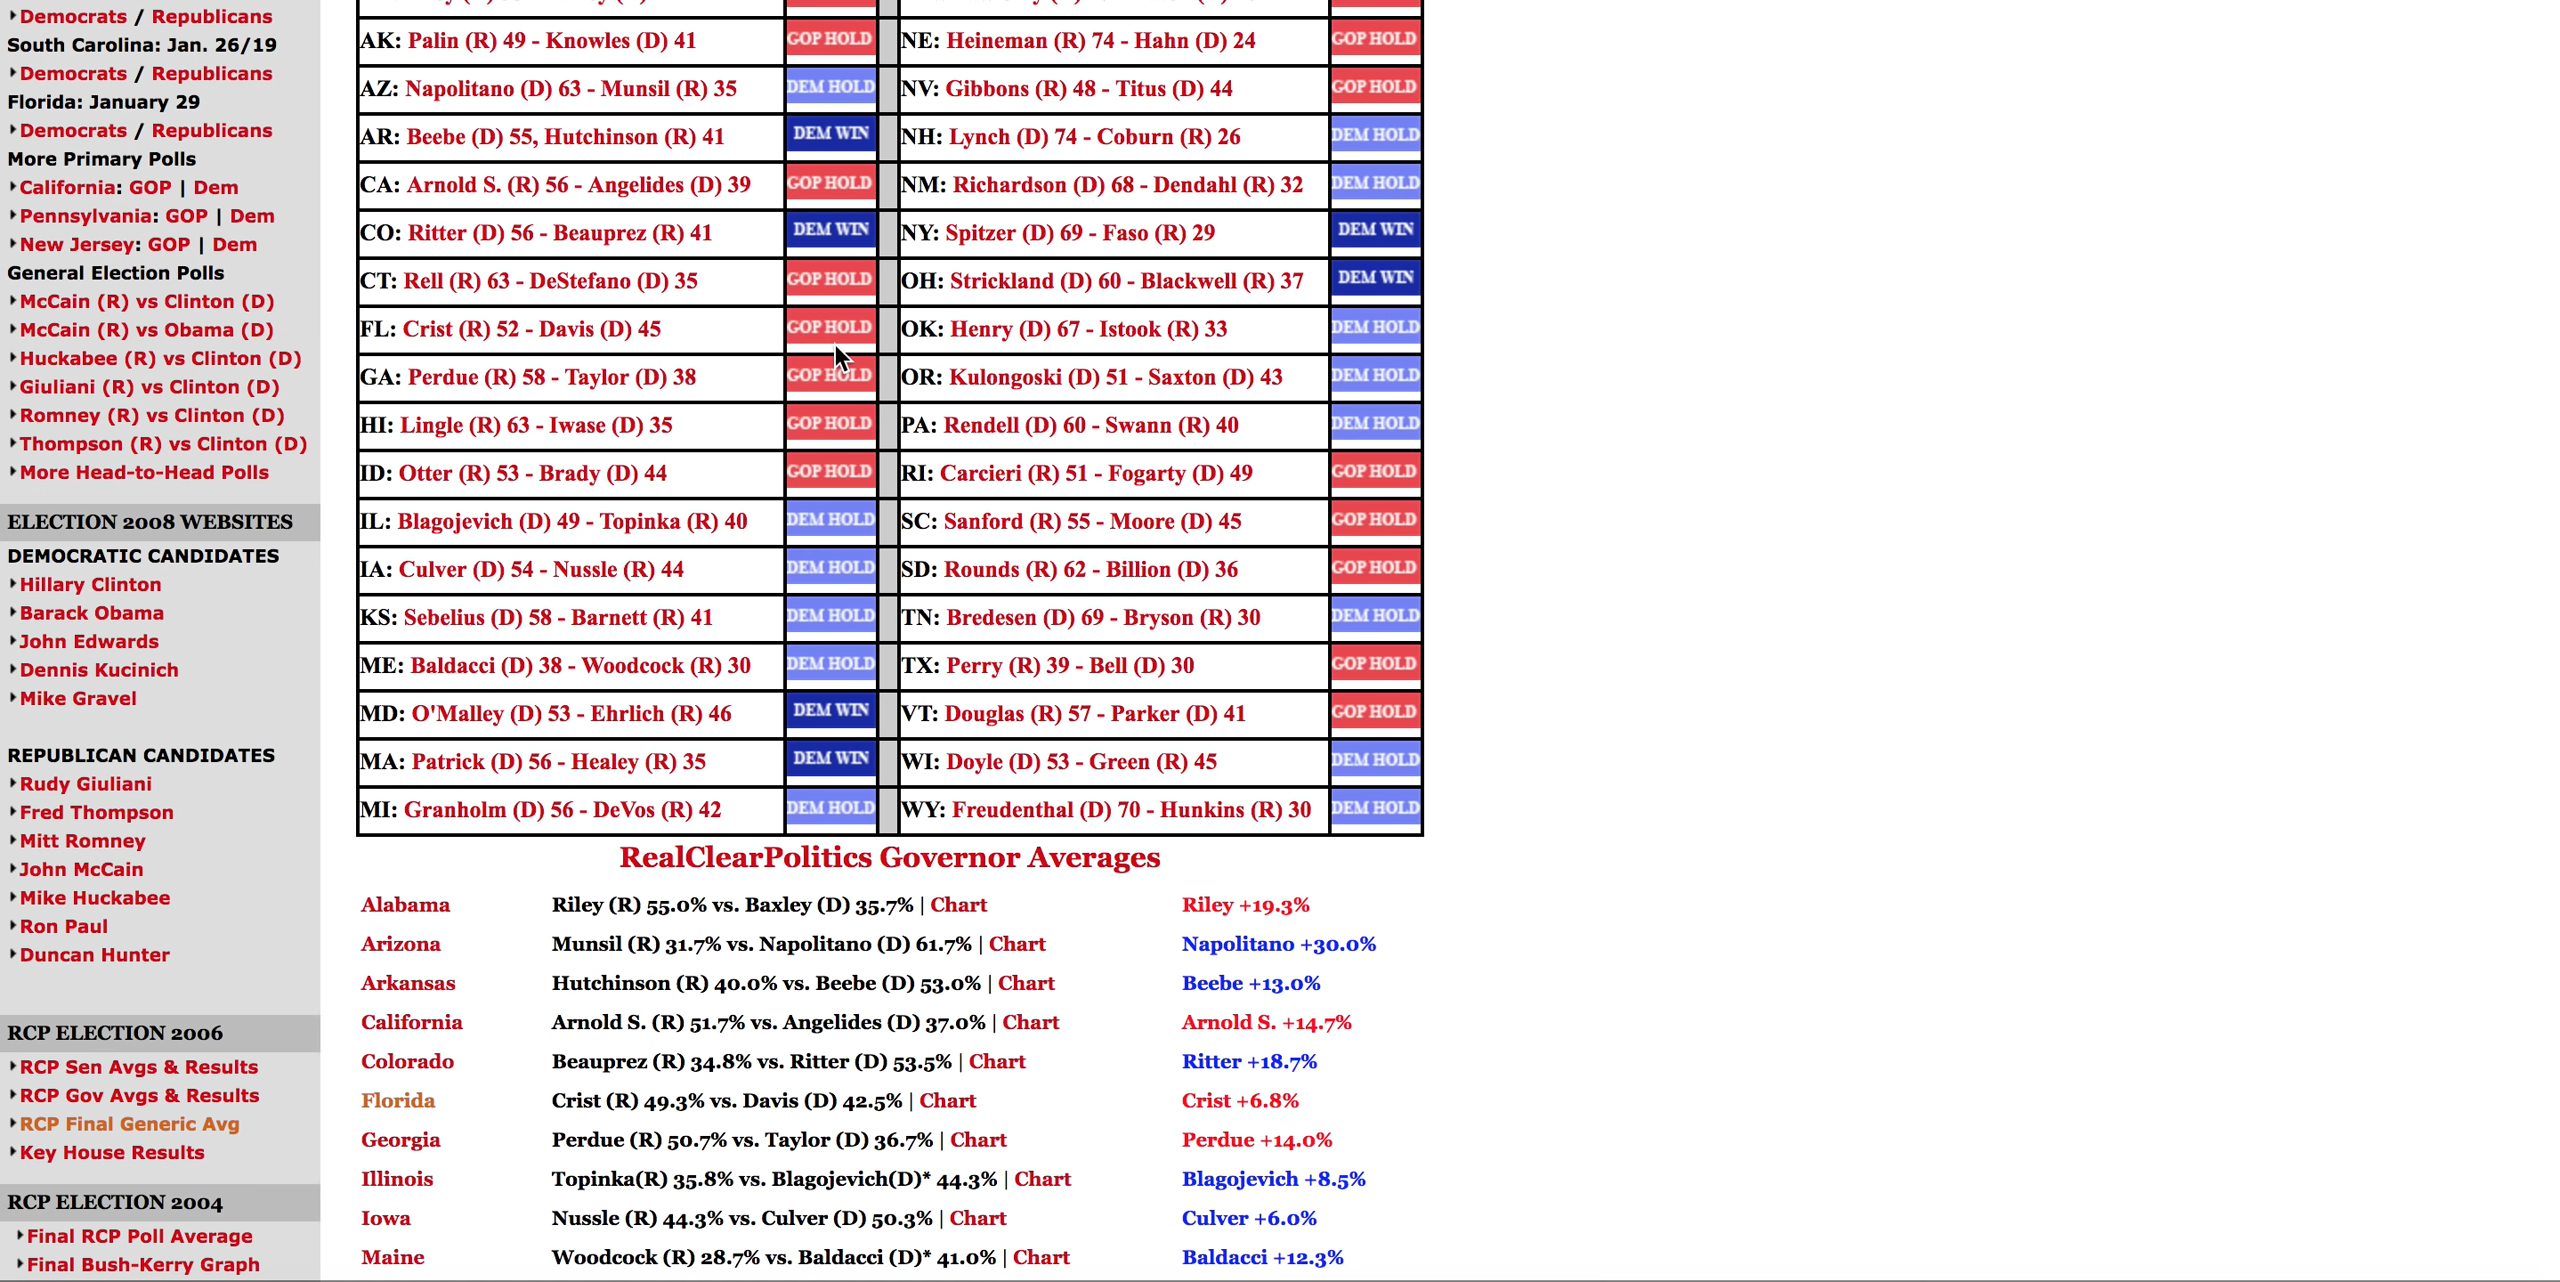 Democrats / Republicans
South Carolina: Jan. 26/19
Democrats / Republicans
Florida: January 29
Democrats / Republicans
More Primary Polls
California: GOP | Dem
Pennsylvania: GOP | Dem
New Jersey: GOP | Dem
General Election Polls
McCain (R) vs Clinton (D)
McCain (R) vs Obama (D)
Huckabee (R) vs Clinton (D)
Giuliani (R) vs Clinton (D)
Romney (R) vs Clinton (D)
Thompson (R) vs Clinton (D)
More Head-to-Head Polls
ELECTION 2008 WEBSITES
DEMOCRATIC CANDIDATES
Hillary Clinton
Barack Obama
John Edwards
Dennis Kucinich
Mike Gravel
REPUBLICAN CANDIDATES
Rudy Giuliani
Fred Thompson
Mitt Romney
John McCain
Mike Huckabee
Ron Paul
Duncan Hunter
RCP ELECTION 2006
RCP Sen Avgs & Results
RCP Gov Avgs & Results
RCP Final Generic Avg
Key House Results
RCP ELECTION 2004
Final RCP Poll Average
Final Bush-Kerry Graph
AK: Palin (R) 49 - Knowles (D) 41 GOP HOLD NE: Heineman (R) 74 - Hahn (D) 24 GOP HOLD
AZ: Napolitano (D) 63 - Munsil (R) 35 DEM HOLD NV: Gibbons (R) 48 - Titus (D) 44 GOP HOLD
AR: Beebe (D) 55, Hutchinson (R) 41 DEM WIN NH: Lynch (D) 74 - Coburn (R) 26 DEM HOLD
CA: Arnold S. (R) 56 - Angelides (D) 39 GOP HOLD NM: Richardson (D) 68 - Dendahl (R) 32 DEM HOLD
CO: Ritter (D) 56 - Beauprez (R) 41 DEM WIN NY: Spitzer (D) 69 - Faso (R) 29 DEM WIN
CT: Rell (R) 63 - DeStefano (D) 35 GOP HOLD OH: Strickland (D) 60 - Blackwell (R) 37 DEM WIN
FL: Crist (R) 52 - Davis (D) 45 GOP HOLD OK: Henry (D) 67 - Istook (R) 33 DEM HOLD
GA: Perdue (R) 58 - Taylor (D) 38 GOP HOLD OR: Kulongoski (D) 51 - Saxton (D) 43 DEM HOLD
HI: Lingle (R) 63 - Iwase (D) 35 GOP HOLD PA: Rendell (D) 60 - Swann (R) 40 DEM HOLD
ID: Otter (R) 53 - Brady (D) 44 GOP HOLD RI: Carcieri (R) 51 - Fogarty (D) 49 GOP HOLD
IL: Blagojevich (D) 49 - Topinka (R) 40 DEM HOLD SC: Sanford (R) 55 - Moore (D) 45 GOP HOLD
IA: Culver (D) 54 - Nussle (R) 44 DEM HOLD SD: Rounds (R) 62 - Billion (D) 36 GOP HOLD
KS: Sebelius (D) 58 - Barnett (R) 41 DEM HOLD TN: Bredesen (D) 69 - Bryson (R) 30 DEM HOLD
ME: Baldacci (D) 38 - Woodcock (R) 30 DEM HOLD TX: Perry (R) 39 - Bell (D) 30 GOP HOLD
MD: O'Malley (D) 53 - Ehrlich (R) 46 DEM WIN VT: Douglas (R) 57 - Parker (D) 41 GOP HOLD
MA: Patrick (D) 56 - Healey (R) 35 DEM WIN WI: Doyle (D) 53 - Green (R) 45 DEM HOLD
MI: Granholm (D) 56 - DeVos (R) 42 DEM HOLD WY: Freudenthal (D) 70 - Hunkins (R) 30 DEM HOLD
RealClearPolitics Governor Averages
Alabama Riley (R) 55.0% vs. Baxley (D) 35.7% | Chart Riley +19.3%
Arizona Munsil (R) 31.7% vs. Napolitano (D) 61.7% | Chart Napolitano +30.0%
Arkansas Hutchinson (R) 40.0% vs. Beebe (D) 53.0% | Chart Beebe +13.0%
California Arnold S. (R) 51.7% vs. Angelides (D) 37.0% | Chart Arnold S. +14.7%
Colorado Beauprez (R) 34.8% vs. Ritter (D) 53.5% | Chart Ritter +18.7%
Florida Crist (R) 49.3% vs. Davis (D) 42.5% | Chart Crist +6.8%
Georgia Perdue (R) 50.7% vs. Taylor (D) 36.7% | Chart Perdue +14.0%
Illinois Topinka(R) 35.8% vs. Blagojevich(D)* 44.3% | Chart Blagojevich +8.5%
Iowa Nussle (R) 44.3% vs. Culver (D) 50.3% | Chart Culver +6.0%
Maine Woodcock (R) 28.7% vs. Baldacci (D)* 41.0% | Chart Baldacci +12.3%